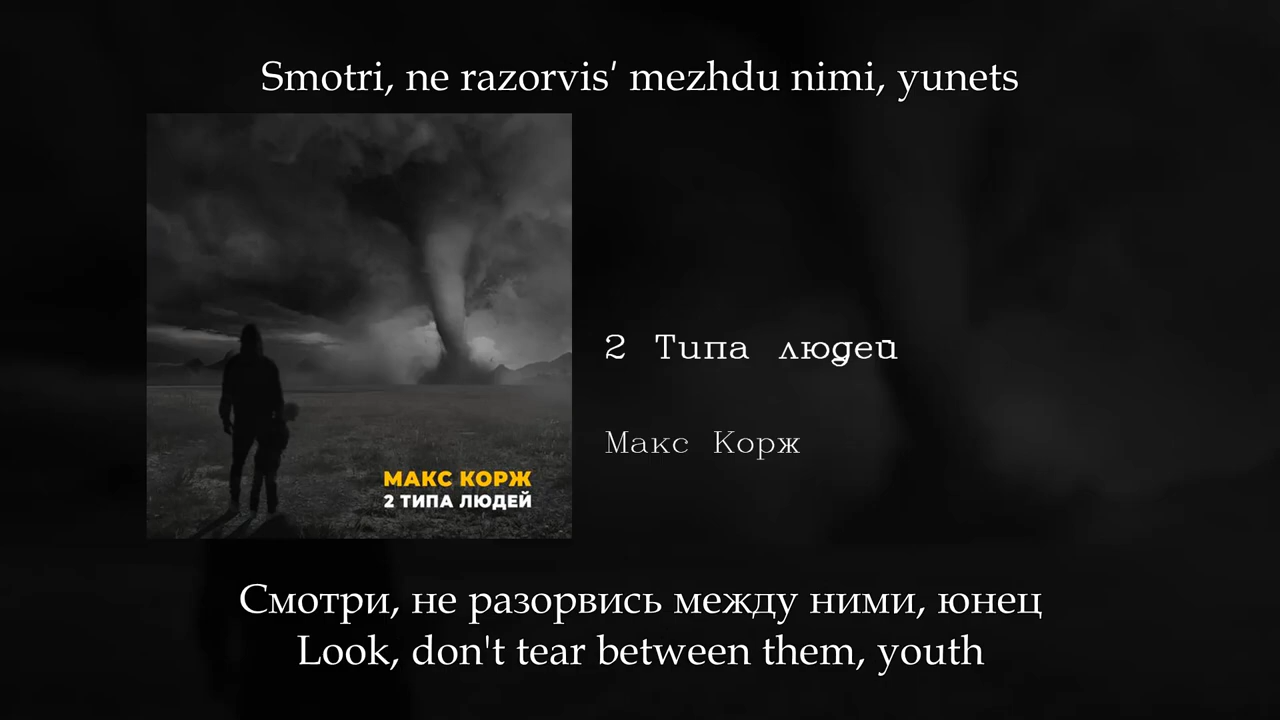 Smotri, ne razorvisʹ mezhdu nimi, yunets
МАКС КОРЖ
2 ТИПА ЛЮДЕЙ
2 Типа людей
Макс Корж
Смотри, не разорвись между ними, юнец
Look, don't tear between them, youth